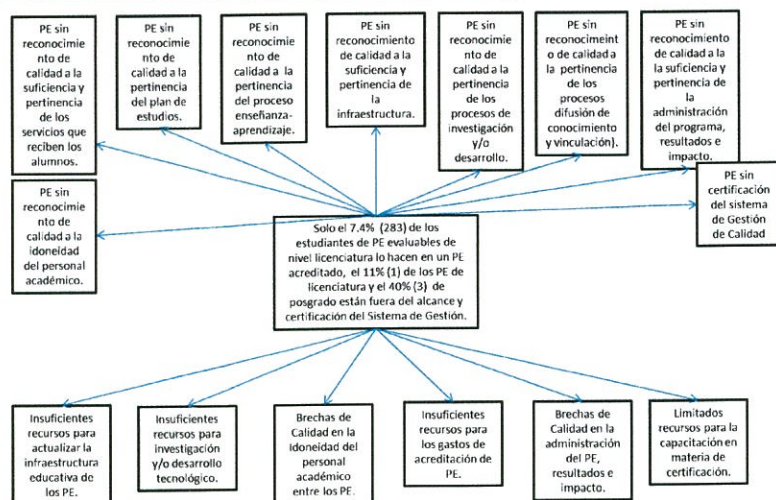 PE sin
reconocimie
nto de
calidad a la
suficiencia y
pertinencia
de los
servicios que
reciben los
alumnos.
PE sin
reconocimie
nto de
calidad a la
pertinencia
del plan de
estudios.
PE sin
reconocimie
nto de
calidad a la
pertinencia
del proceso
enseñanza-
aprendizaje.
PE sin
reconocimiento
de calidad a la
suficiencia y
pertinencia de
la
infraestructura.
PE sin
reconocimie
nto de
calidad a la
pertinencia
de los
procesos de
investigación
y/o
desarrollo.
PE sin
reconocimeint
o de calidad a
la pertinencia
de los
procesos
difusión de
conocimiento
y vinculación}.
PE sin
reconocimiento
de calidad a la
la suficiencia y
pertinencia de
la
administración
del programa,
resultados e
impacto.
PE sin
certificación
del sistema
de Gestión
de Calidad
PE sin
reconocimie
nto de
calidad a la
idoneidad
del personal
académico.
Solo el 7.4% (283) de los
estudiantes de PE evaluables de
nivel licenciatura lo hacen en un PE
acreditado, el 11% (1) de los PE de
licenciatura y el 40% (3) de
posgrado están fuera del alcance y
certificación del Sistema de Gestión.
Insuficientes
recursos para
actualizar la
infraestructura
educativa de
los PE.
Insuficientes
recursos para
investigación
y/o desarrollo
tecnológico.
Brechas de
Calidad en la
Idoneidad del
personal
académico
entre los PE.
Insuficientes
recursos para
los gastos de
acreditación de
PE.
Brechas de
Calidad en la
administración
del PE,
resultados e
impacto.
Limitados
recursos para la
capacitación en
materia de
certificación.